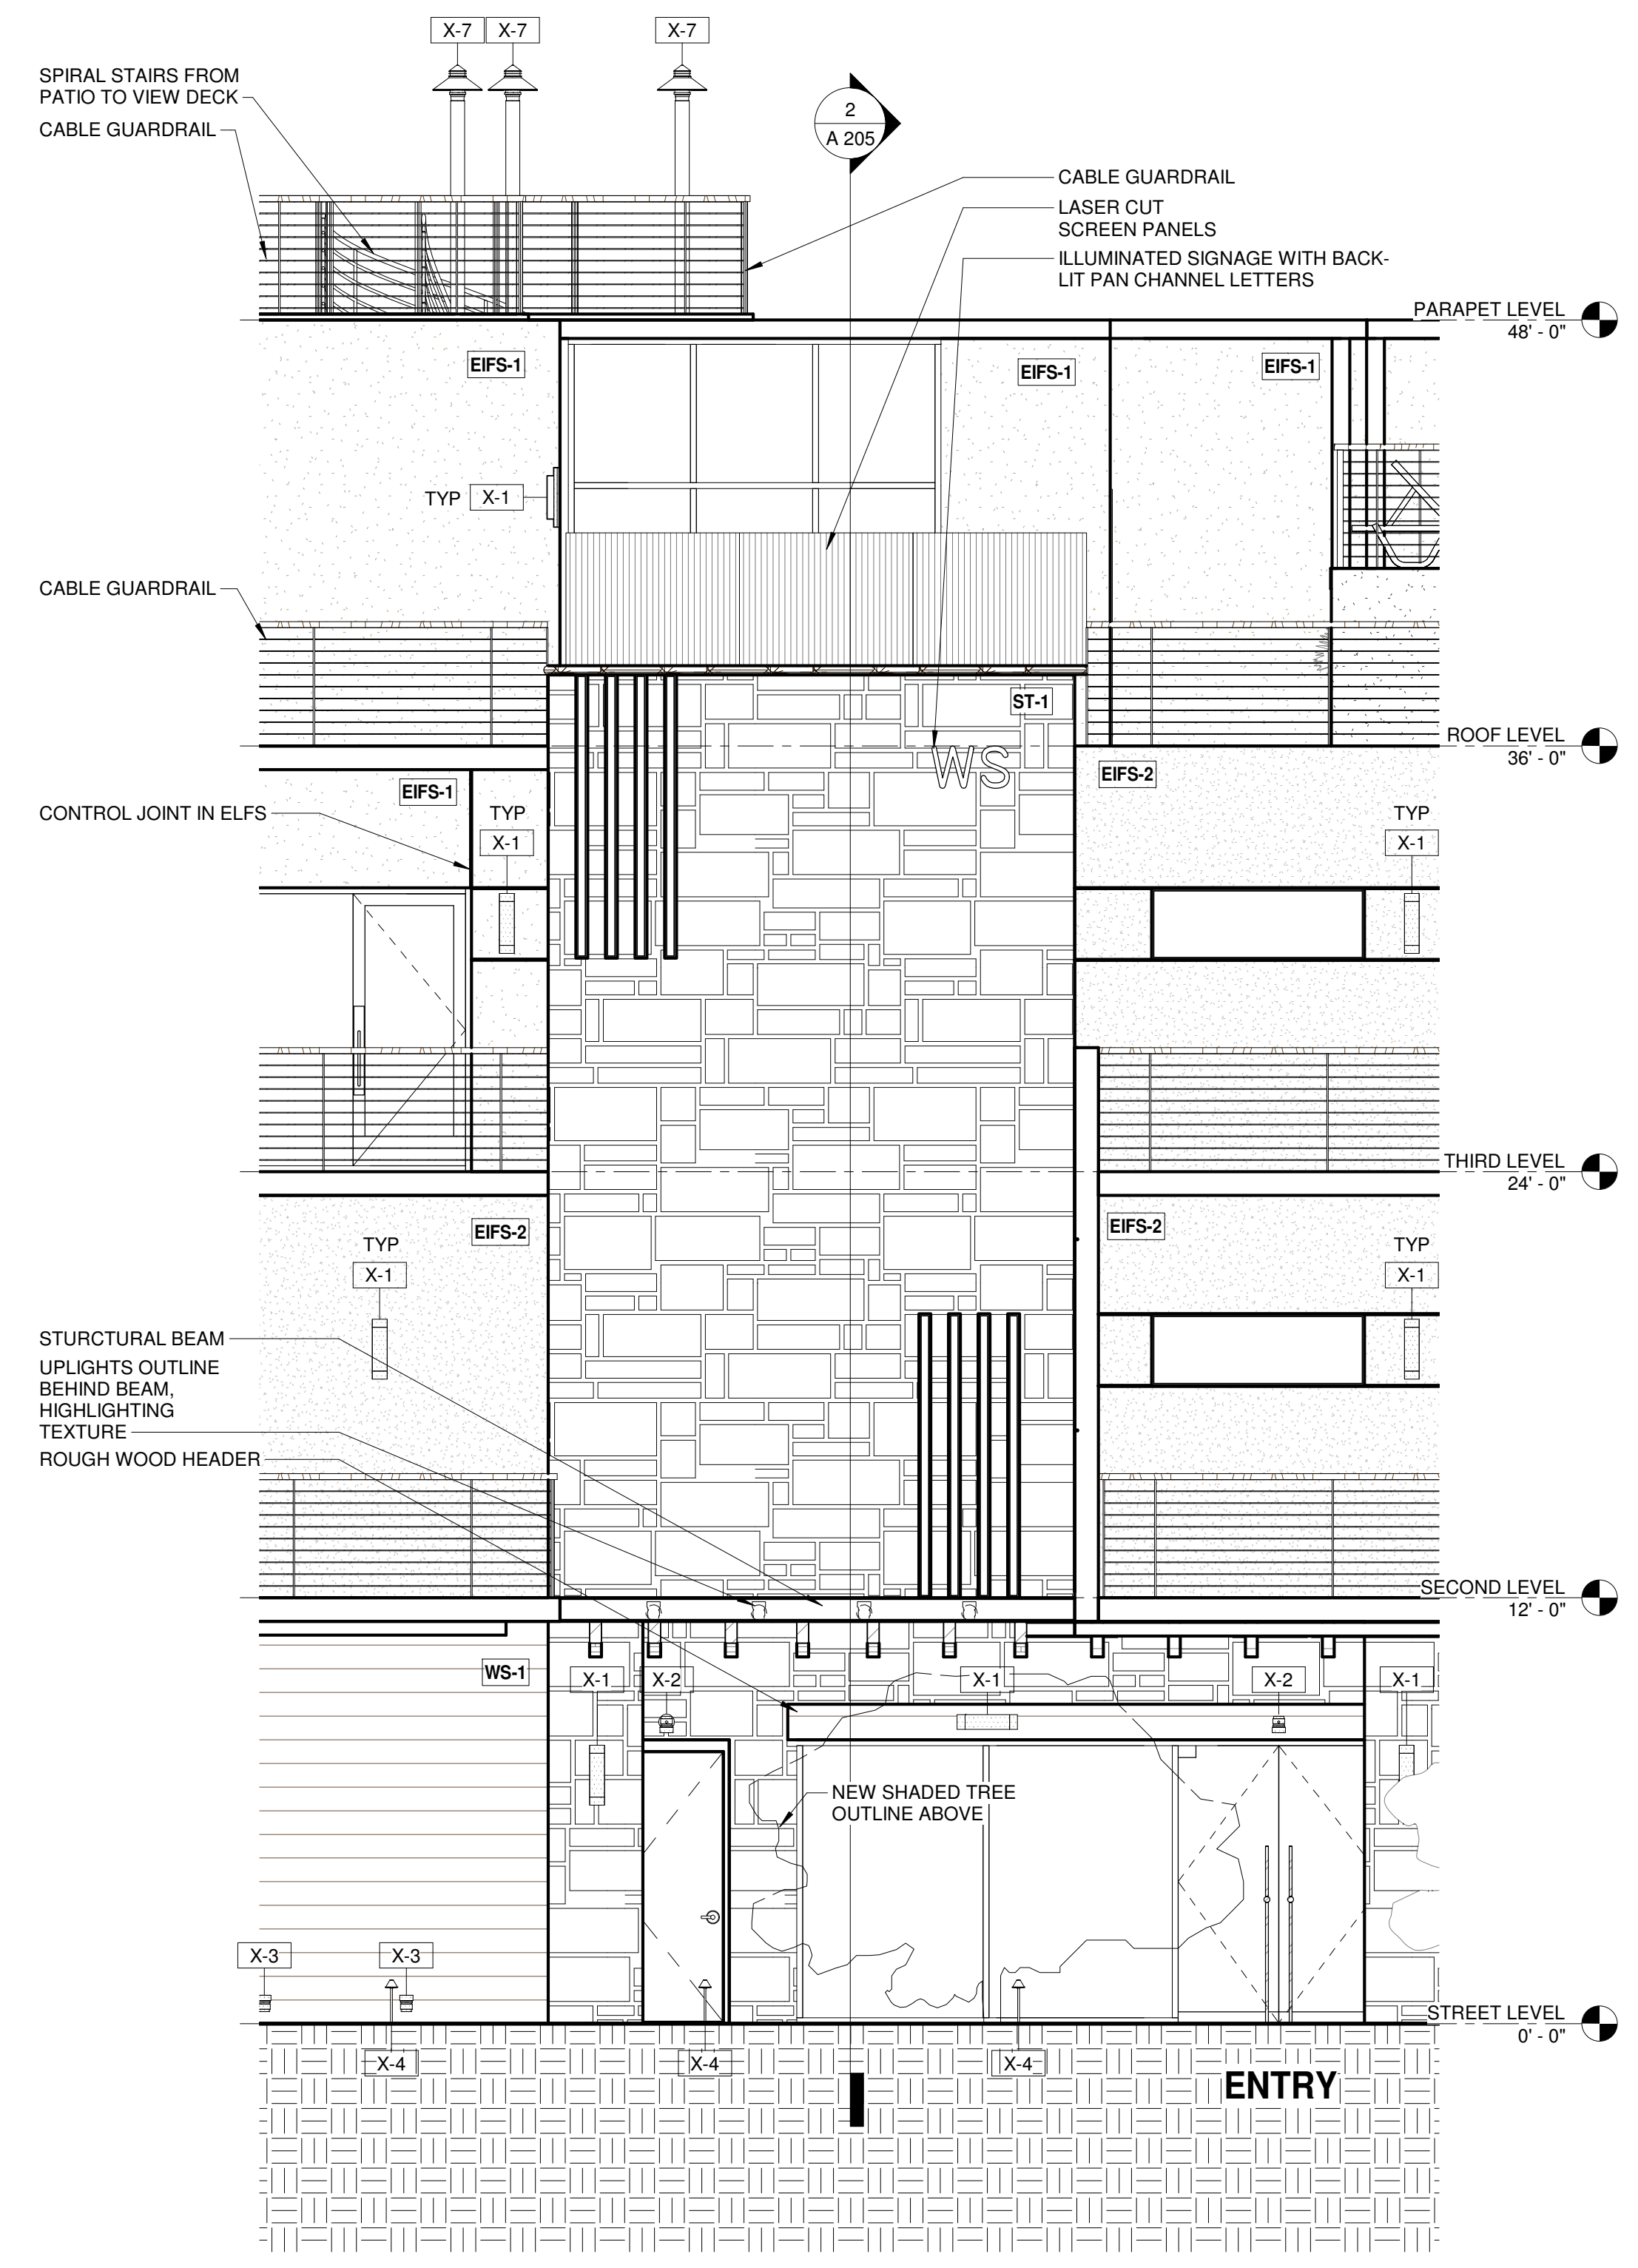 X-7 X-7 X-7
SPIRAL STAIRS FROM
PATIO TO VIEW DECK
CABLE GUARDRAIL
2
A 205
CABLE GUARDRAIL
LASER CUT
SCREEN PANELS
ILLUMINATED SIGNAGE WITH BACK-
LIT PAN CHANNEL LETTERS
PARAPET LEVEL
48' - 0"
EIFS-1
EIFS-1
EIFS-1
TYP X-1
CABLE GUARDRAIL
ST-1
ROOF LEVEL
36' - 0"
WS
EIFS-1
EIFS-2
CONTROL JOINT IN ELFS
TYP
X-1
TYP
X-1
THIRD LEVEL
24' - 0"
EIFS-2
EIFS-2
TYP
X-1
TYP
X-1
STURCTURAL BEAM
UPLIGHTS OUTLINE
BEHIND BEAM,
HIGHLIGHTING
TEXTURE
ROUGH WOOD HEADER
SECOND LEVEL
12' - 0"
WS-1
X-1 X-2 X-1 X-2 X-1
NEW SHADED TREE
OUTLINE ABOVE
X-3 X-3
STREET LEVEL
0' - 0"
X-4 X-4 X-4
ENTRY